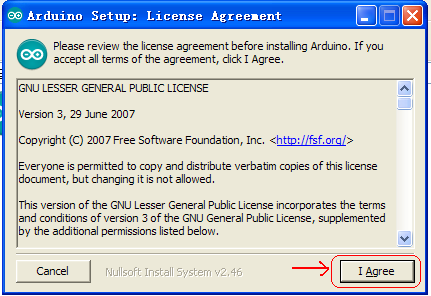 Arduino Setup: License Agreement
Please review the license agreement before installing Arduino. If you
accept all terms of the agreement, click I Agree.
GNU LESSER GENERAL PUBLIC LICENSE
Version 3, 29 June 2007
Copyright (C) 2007 Free Software Foundation, Inc. <http://fsf.org/>
Everyone is permitted to copy and distribute verbatim copies of this license
document, but changing it is not allowed.
This version of the GNU Lesser General Public License incorporates the terms
and conditions of version 3 of the GNU General Public License, supplemented
by the additional permissions listed below.
Cancel
Nullsoft Install System v2.46
I Agree